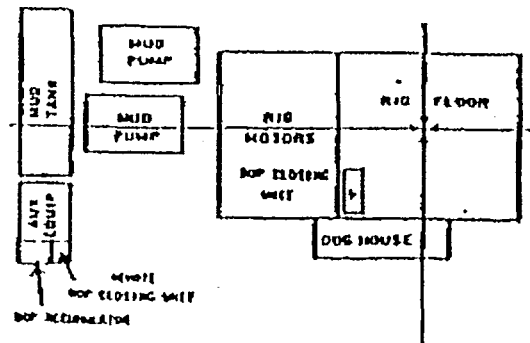 MUD
TANK
MUD
PUMP
MUD
PUMP
RIG
MOTORS
RIG FLOOR
BOP CLOSING
UNIT
DOG HOUSE
AUX
EQUIP
REMOTE
BOP CLOSING UNIT
BOP ACCUMULATOR